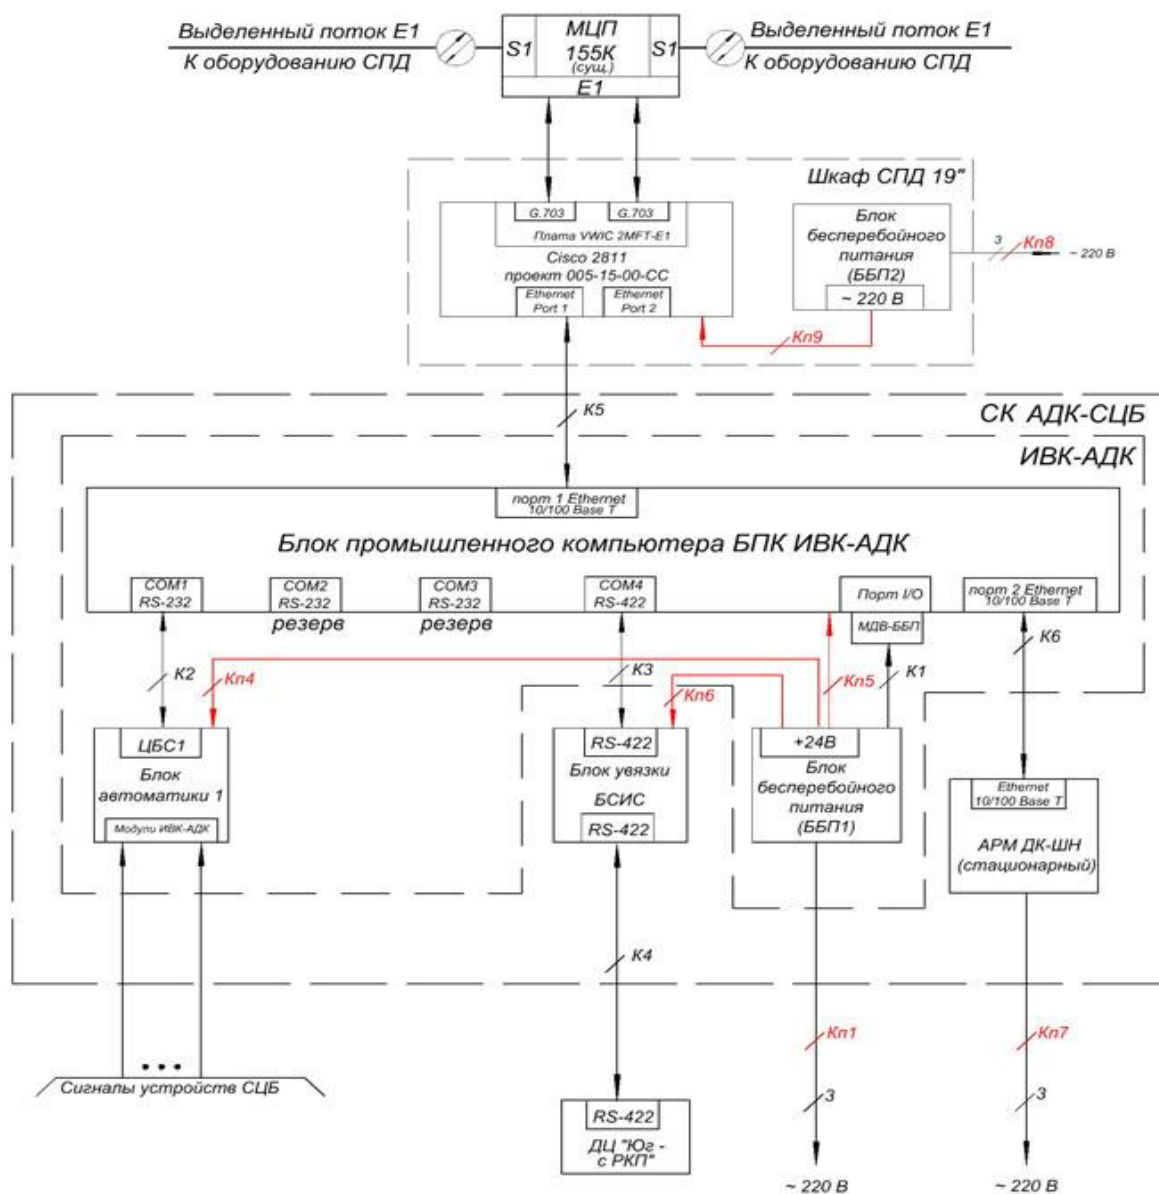 Выделенный поток Е1
К оборудованию СПД
S1
МЦП
155К
(сущ.)
S1
Е1
Выделенный поток Е1
К оборудованию СПД
Шкаф СПД 19"
G.703
G.703
Плата VWIC 2MFT-E1
Cisco 2811
проект 005-15-00-СС
Ethernet
Port 1
Ethernet
Port 2
Блок
бесперебойного
питания
(ББП2)
~ 220 В
3
Кп8
~ 220 В
Кп9
К5
СК АДК-СЦБ
ИВК-АДК
порт 1 Ethernet
10/100 Base T
Блок промышленного компьютера БПК ИВК-АДК
COM1
RS-232
COM2
RS-232
резерв
COM3
RS-232
резерв
COM4
RS-422
Порт I/O
МДВ-ББП
порт 2 Ethernet
10/100 Base T
К2
Кп4
К3
Кп6
Кп5
К1
К6
ЦБС1
Блок
автоматики 1
Модули ИВК-АДК
RS-422
Блок увязки
БСИС
RS-422
+24В
Блок
бесперебойного
питания
(ББП1)
Ethernet
10/100 Base T
АРМ ДК-ШН
(стационарный)
К4
Кп1
Кп7
Сигналы устройств СЦБ
3
3
RS-422
ДЦ "Юг -
с РКП"
~ 220 В
~ 220 В